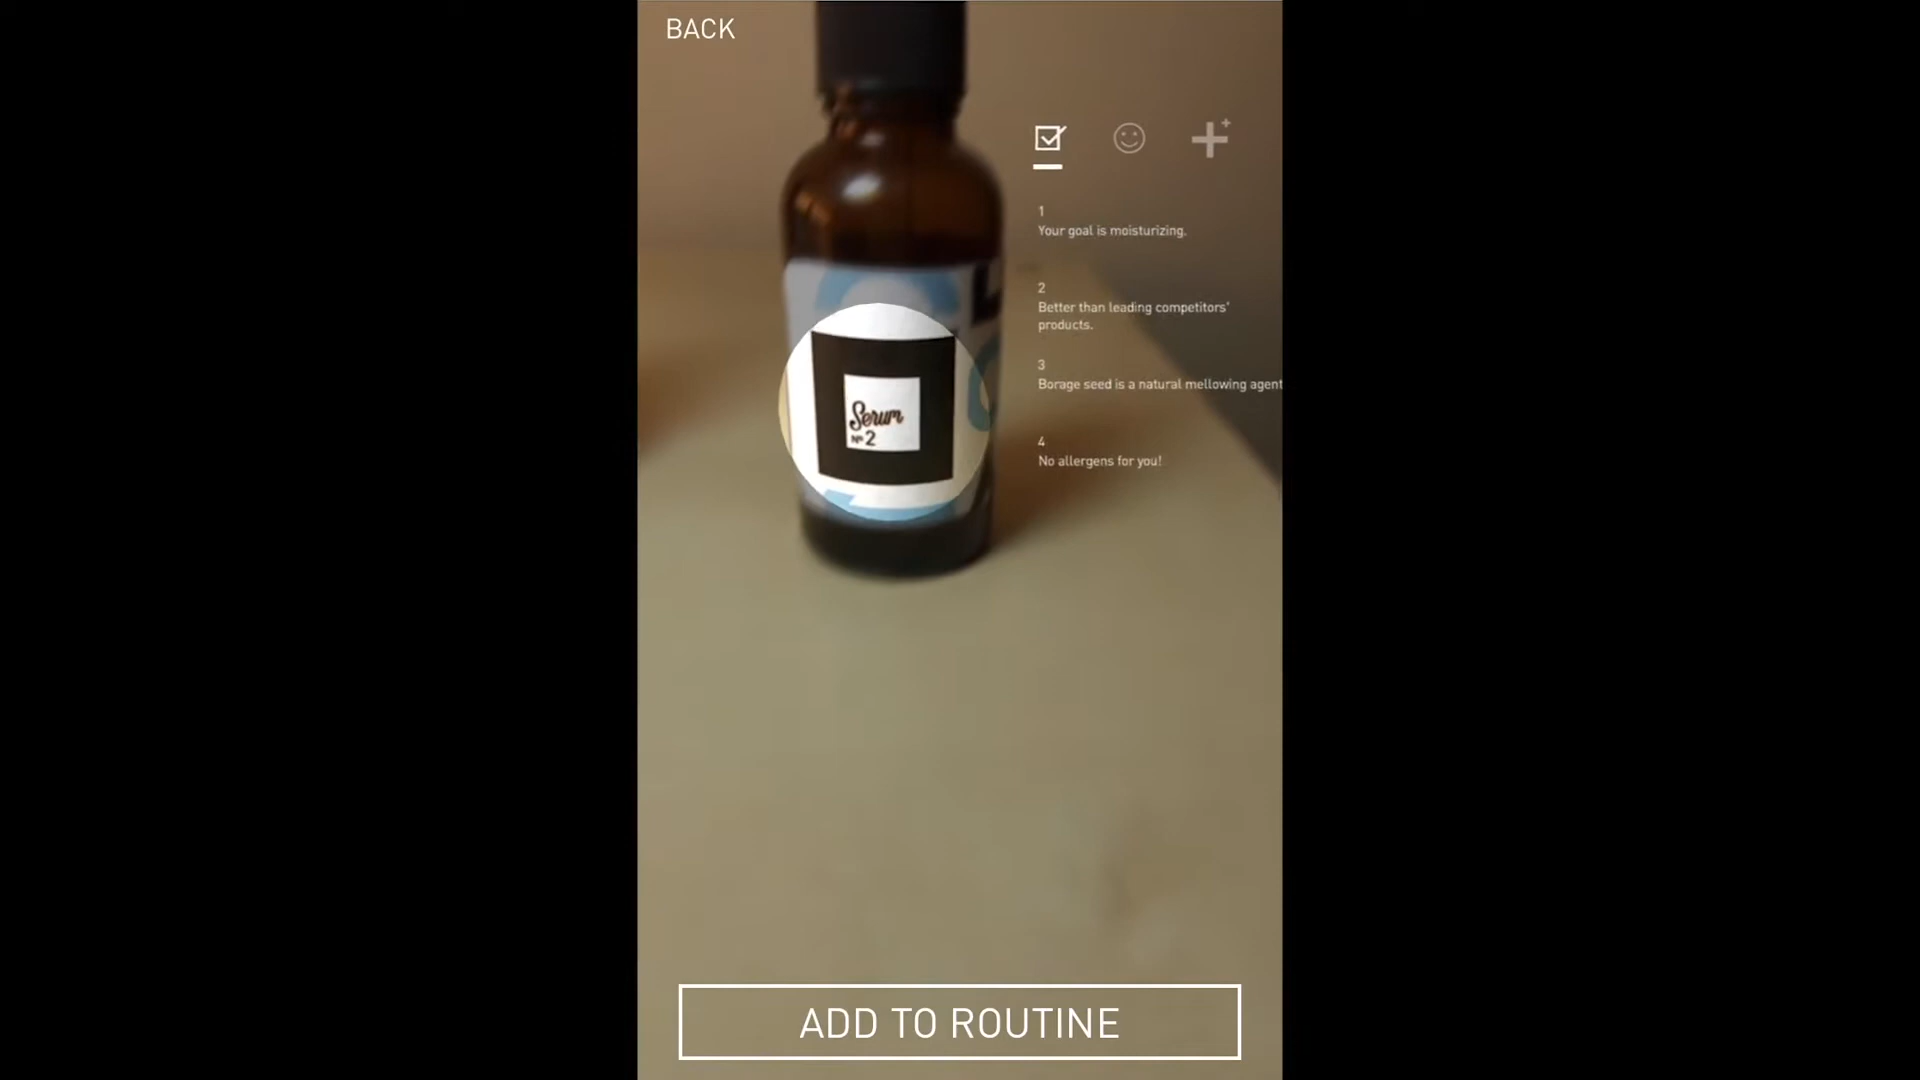 BACK
1
Your goal is moisturizing.
2
Better than leading competitors'
products.
3
Borage seed is a natural mellowing agent
4
No allergens for you!
Serum
Nº 2
ADD TO ROUTINE